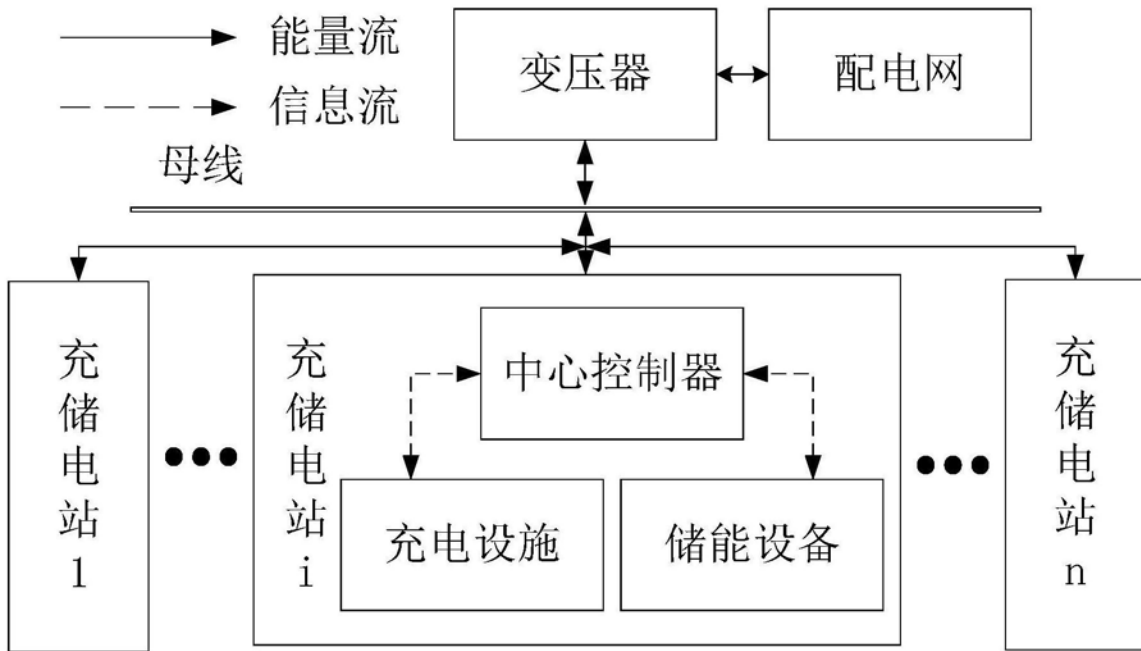 能量流
信息流
母线
变压器
配电网
充储电站1
充储电站i
中心控制器
充电设施
储能设备
充储电站n